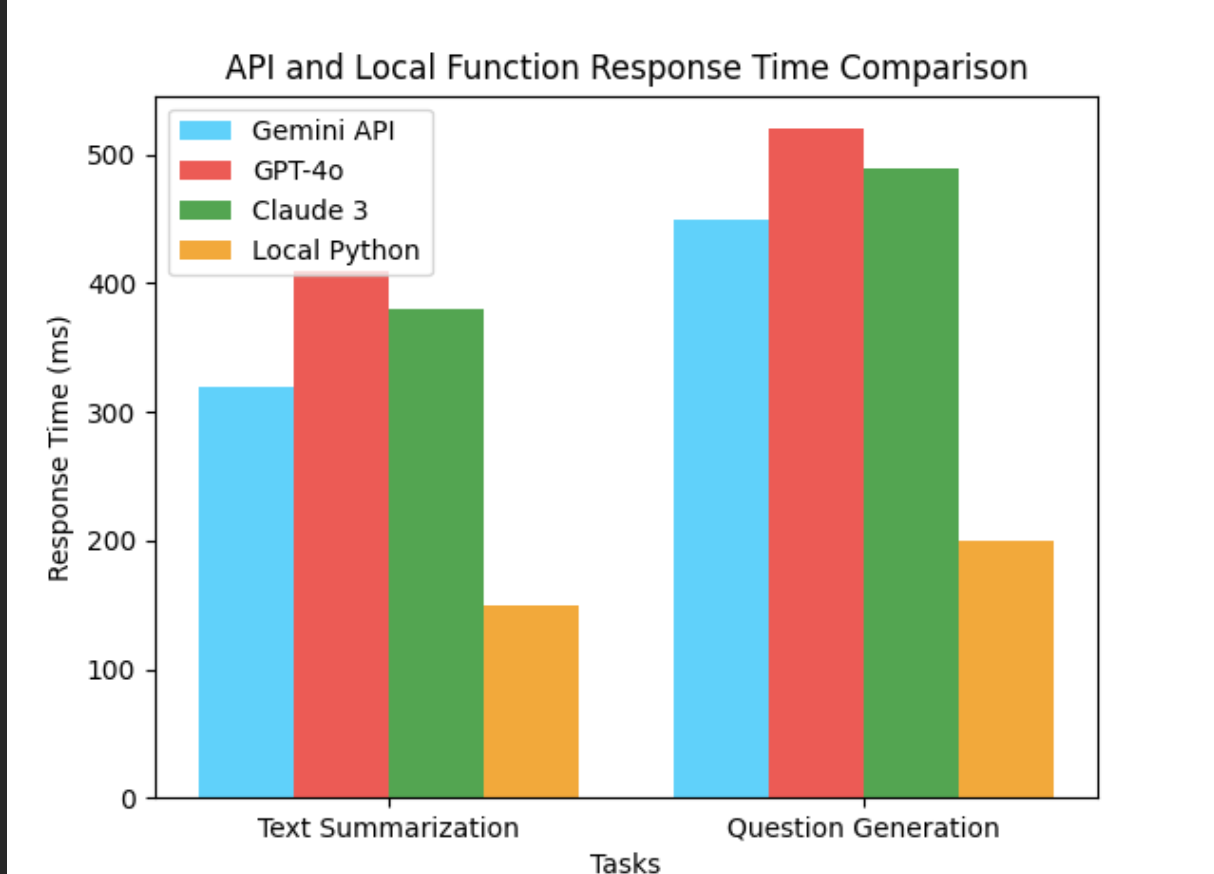 API and Local Function Response Time Comparison
Gemini API
GPT-4o
Claude 3
Local Python
Response Time (ms)
500
400
300
200
100
0
Text Summarization Question Generation
Tasks